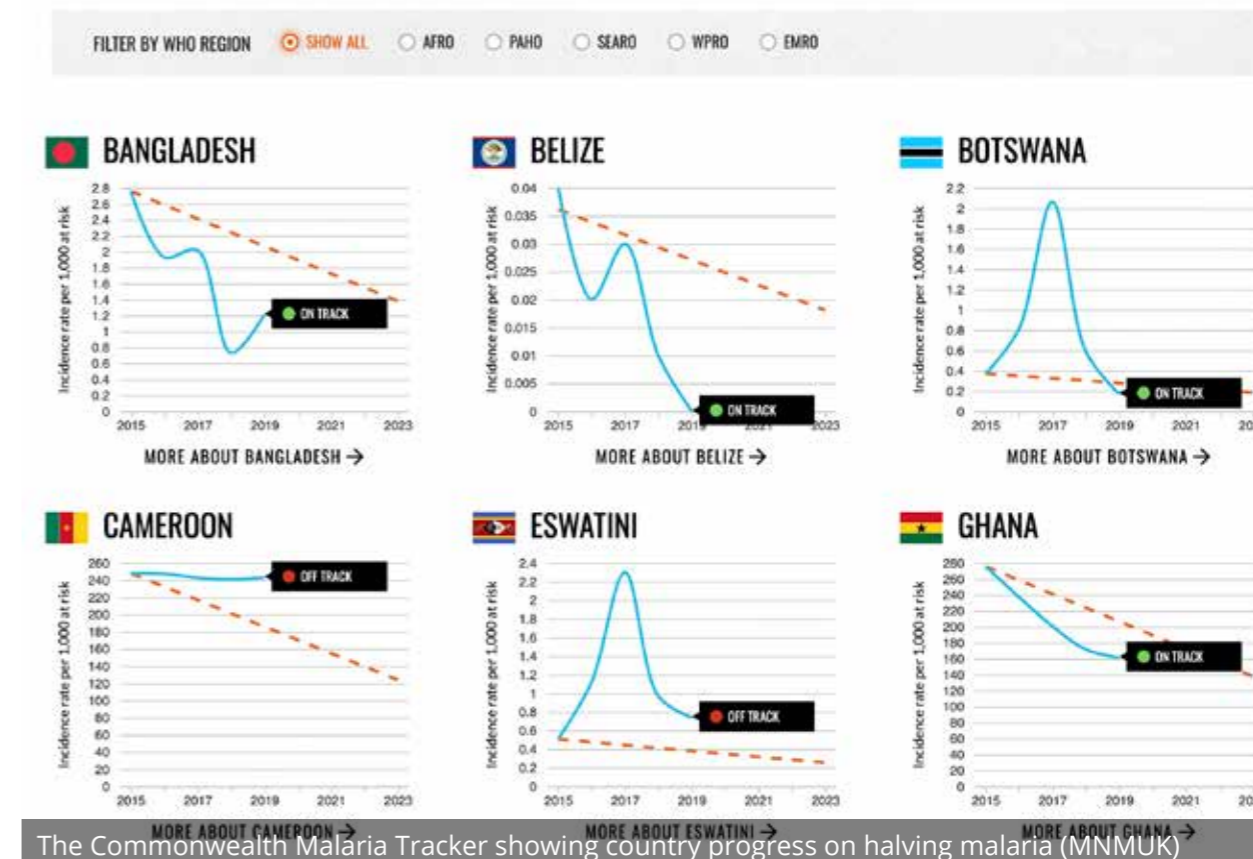 FILTER BY WHO REGION SHOW ALL AFRO PAHO SEARO WPRO EMRO
BANGLADESH
Incidence rate per 1,000 at risk
2.8
2.6
2.4
2.2
2
1.8
1.6
1.4
1.2
1
0.8
0.6
0.4
0.2
0
ON TRACK
2015 2017 2019 2021 2023
MORE ABOUT BANGLADESH →
BELIZE
Incidence rate per 1,000 at risk
0.04
0.035
0.03
0.025
0.02
0.015
0.01
0.005
0
ON TRACK
2015 2017 2021 2023
MORE ABOUT BELIZE →
BOTSWANA
Incidence rate per 1,000 at risk
2.2
2
1.8
1.6
1.4
1.2
1
0.8
0.6
0.4
0.2
0
ON TRACK
2015 2017 2019 2021 20
MORE ABOUT BOTSWANA →
CAMEROON
Incidence rate per 1,000 at risk
260
240
220
200
180
160
140
120
100
80
60
40
20
0
OFF TRACK
2015 2017 2019 2021 2023
MORE ABOUT CAMEROON →
ESWATINI
Incidence rate per 1,000 at risk
2.4
2.2
2
1.8
1.6
1.4
1.2
1
0.8
0.6
0.4
0.2
0
OFF TRACK
2015 2017 2019 2021 2023
MORE ABOUT ESWATINI →
GHANA
Incidence rate per 1,000 at risk
280
260
240
220
200
180
160
140
120
100
80
60
40
20
0
ON TRACK
2015 2017 2019 2021 20
MORE ABOUT GHANA →
The Commonwealth Malaria Tracker showing country progress on halving malaria (MNMUK)